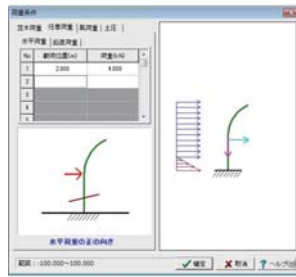 荷重条件
立木荷重 任意荷重 風荷重 土圧
水平荷重 鉛直荷重
No. 載荷位置(m) 荷重(kN)
1 2.000 4.000
2
3
4
水平荷重の正の向き
範囲：-100.000～100.000
確定 取消 ヘルプ(H)